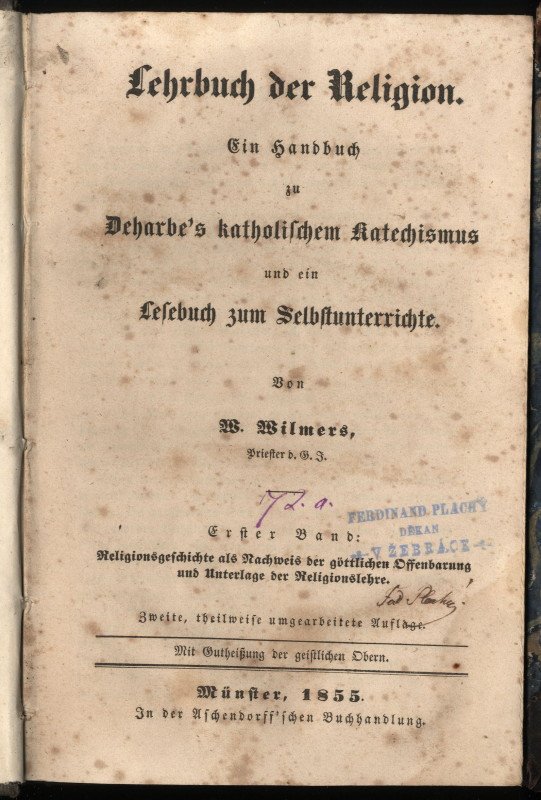 Lehrbuch der Religion.
Ein Handbuch
zu
Deharbe's katholischem Katechismus
und ein
Lesebuch zum Selbstunterrichte.
Von
W. Wilmers,
Priester d. G. J.
FERDINAND PLACHÝ
DĚKAN
V ŽEBRÁCE
Erster Band:
Religionsgeschichte als Nachweis der göttlichen Offenbarung
und Unterlage der Religionslehre.
Zweite, theilweise umgearbeitete Auflage.
Mit Gutheißung der geistlichen Obern.
Münster, 1855.
In der Aschendorff'schen Buchhandlung.